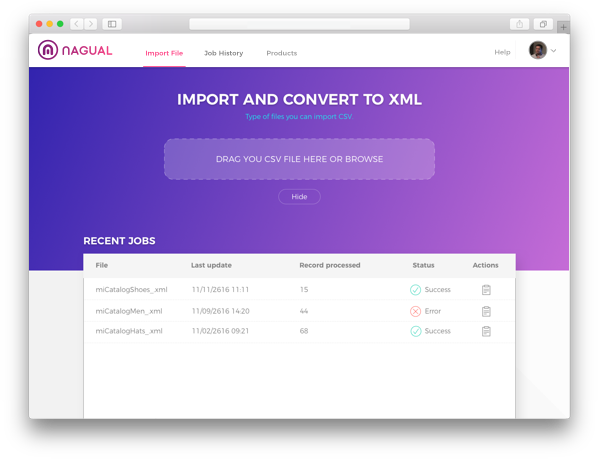 NAGUAL
Import File Job History Products Help
IMPORT AND CONVERT TO XML
Type of files you can import CSV.
DRAG YOU CSV FILE HERE OR BROWSE
Hide
RECENT JOBS
File Last update Record processed Status Actions
miCatalogShoes_xml 11/11/2616 11:11 15 Success
miCatalogMen_xml 11/09/2616 14:20 44 Error
miCatalogHats_xml 11/02/2616 09:21 68 Success